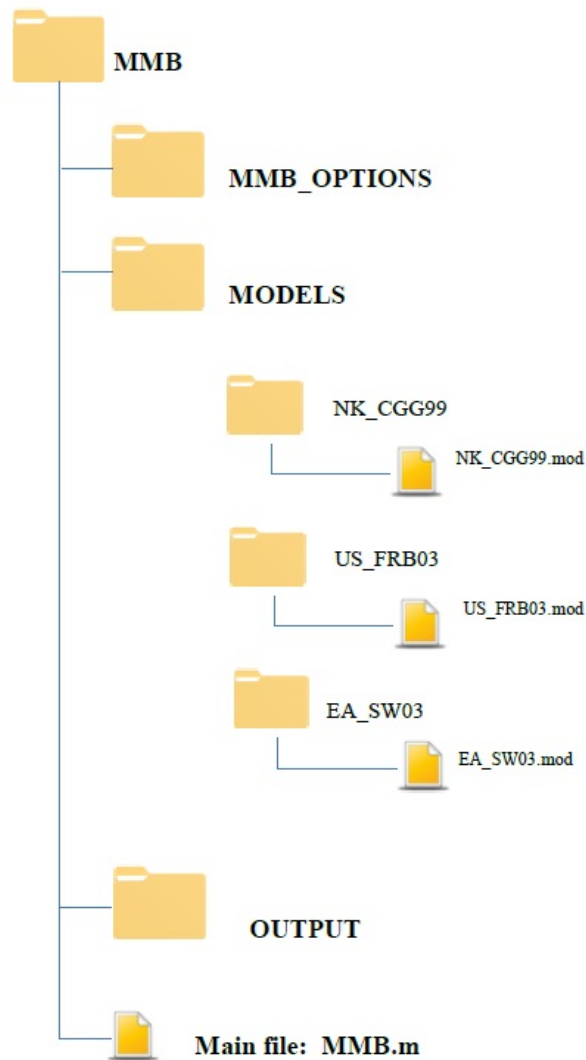 MMB
MMB_OPTIONS
MODELS
NK_CGG99
NK_CGG99.mod
US_FRB03
US_FRB03.mod
EA_SW03
EA_SW03.mod
OUTPUT
Main file: MMB.m